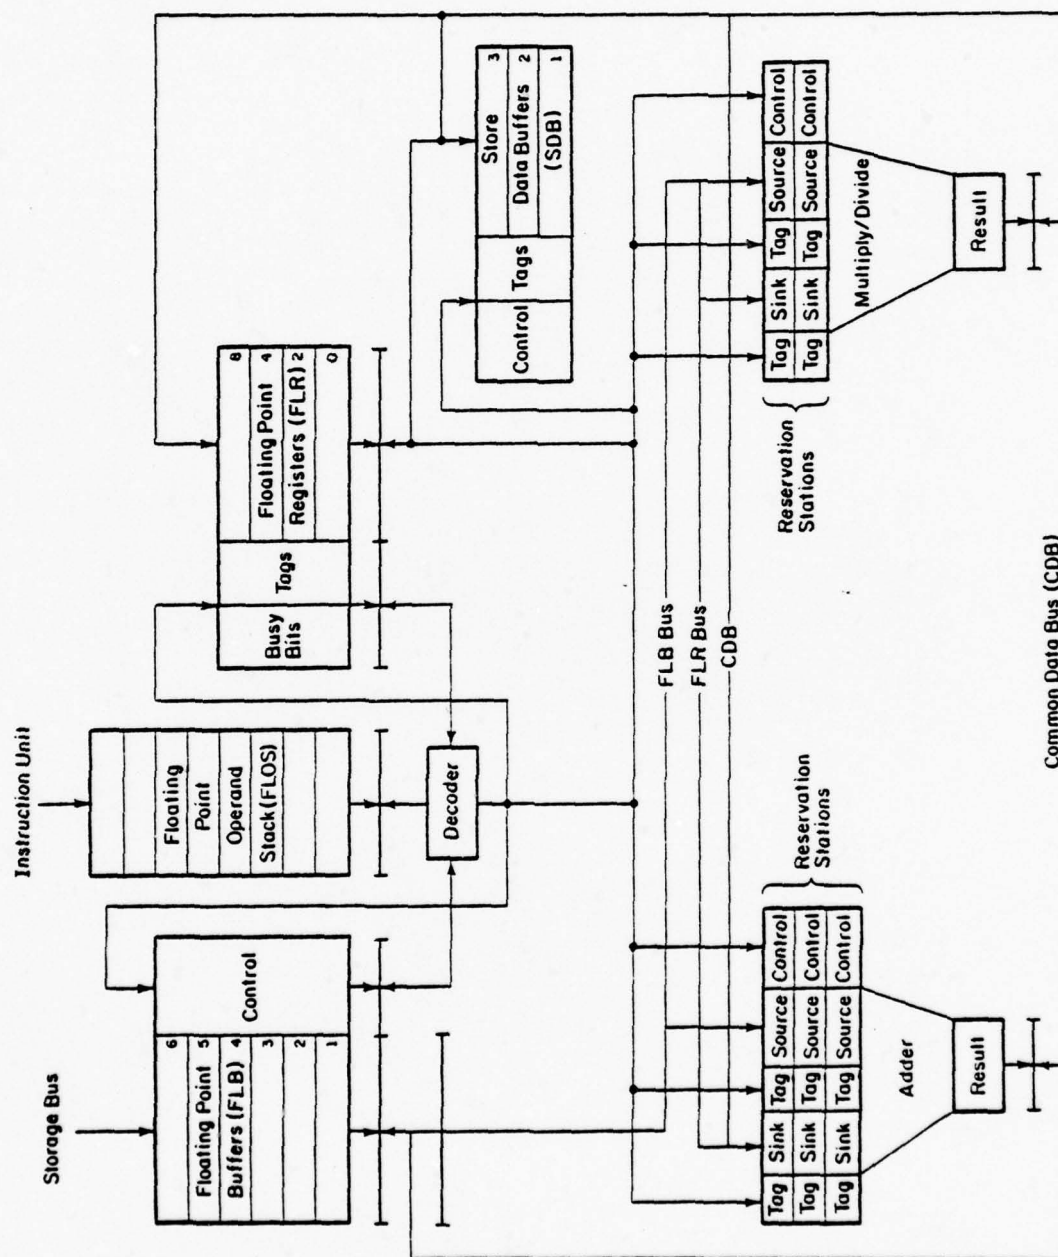 Storage Bus
Instruction Unit
6
Floating Point 5
Buffers (FLB) 4
3
2
1
Control
Floating
Point
Operand
Stack (FLOS)
Decoder
Busy
Bits
Tags
8
Floating Point 4
Registers (FLR) 2
0
Control
Tags
Store 3
Data Buffers 2
(SDB) 1
FLB Bus
FLR Bus
CDB
Tag Sink Tag Source Control
Tag Sink Tag Source Control
Tag Sink Tag Source Control
Reservation
Stations
Adder
Result
Reservation
Stations
Tag Sink Tag Source Control
Tag Sink Tag Source Control
Multiply/Divide
Result
Common Data Bus (CDB)